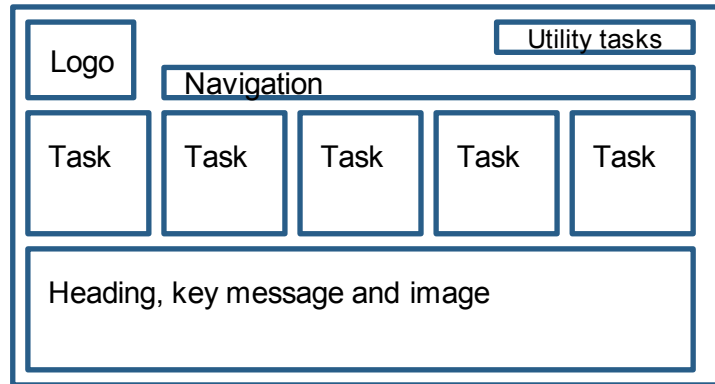 Logo
Utility tasks
Navigation
Task
Task
Task
Task
Task
Heading, key message and image